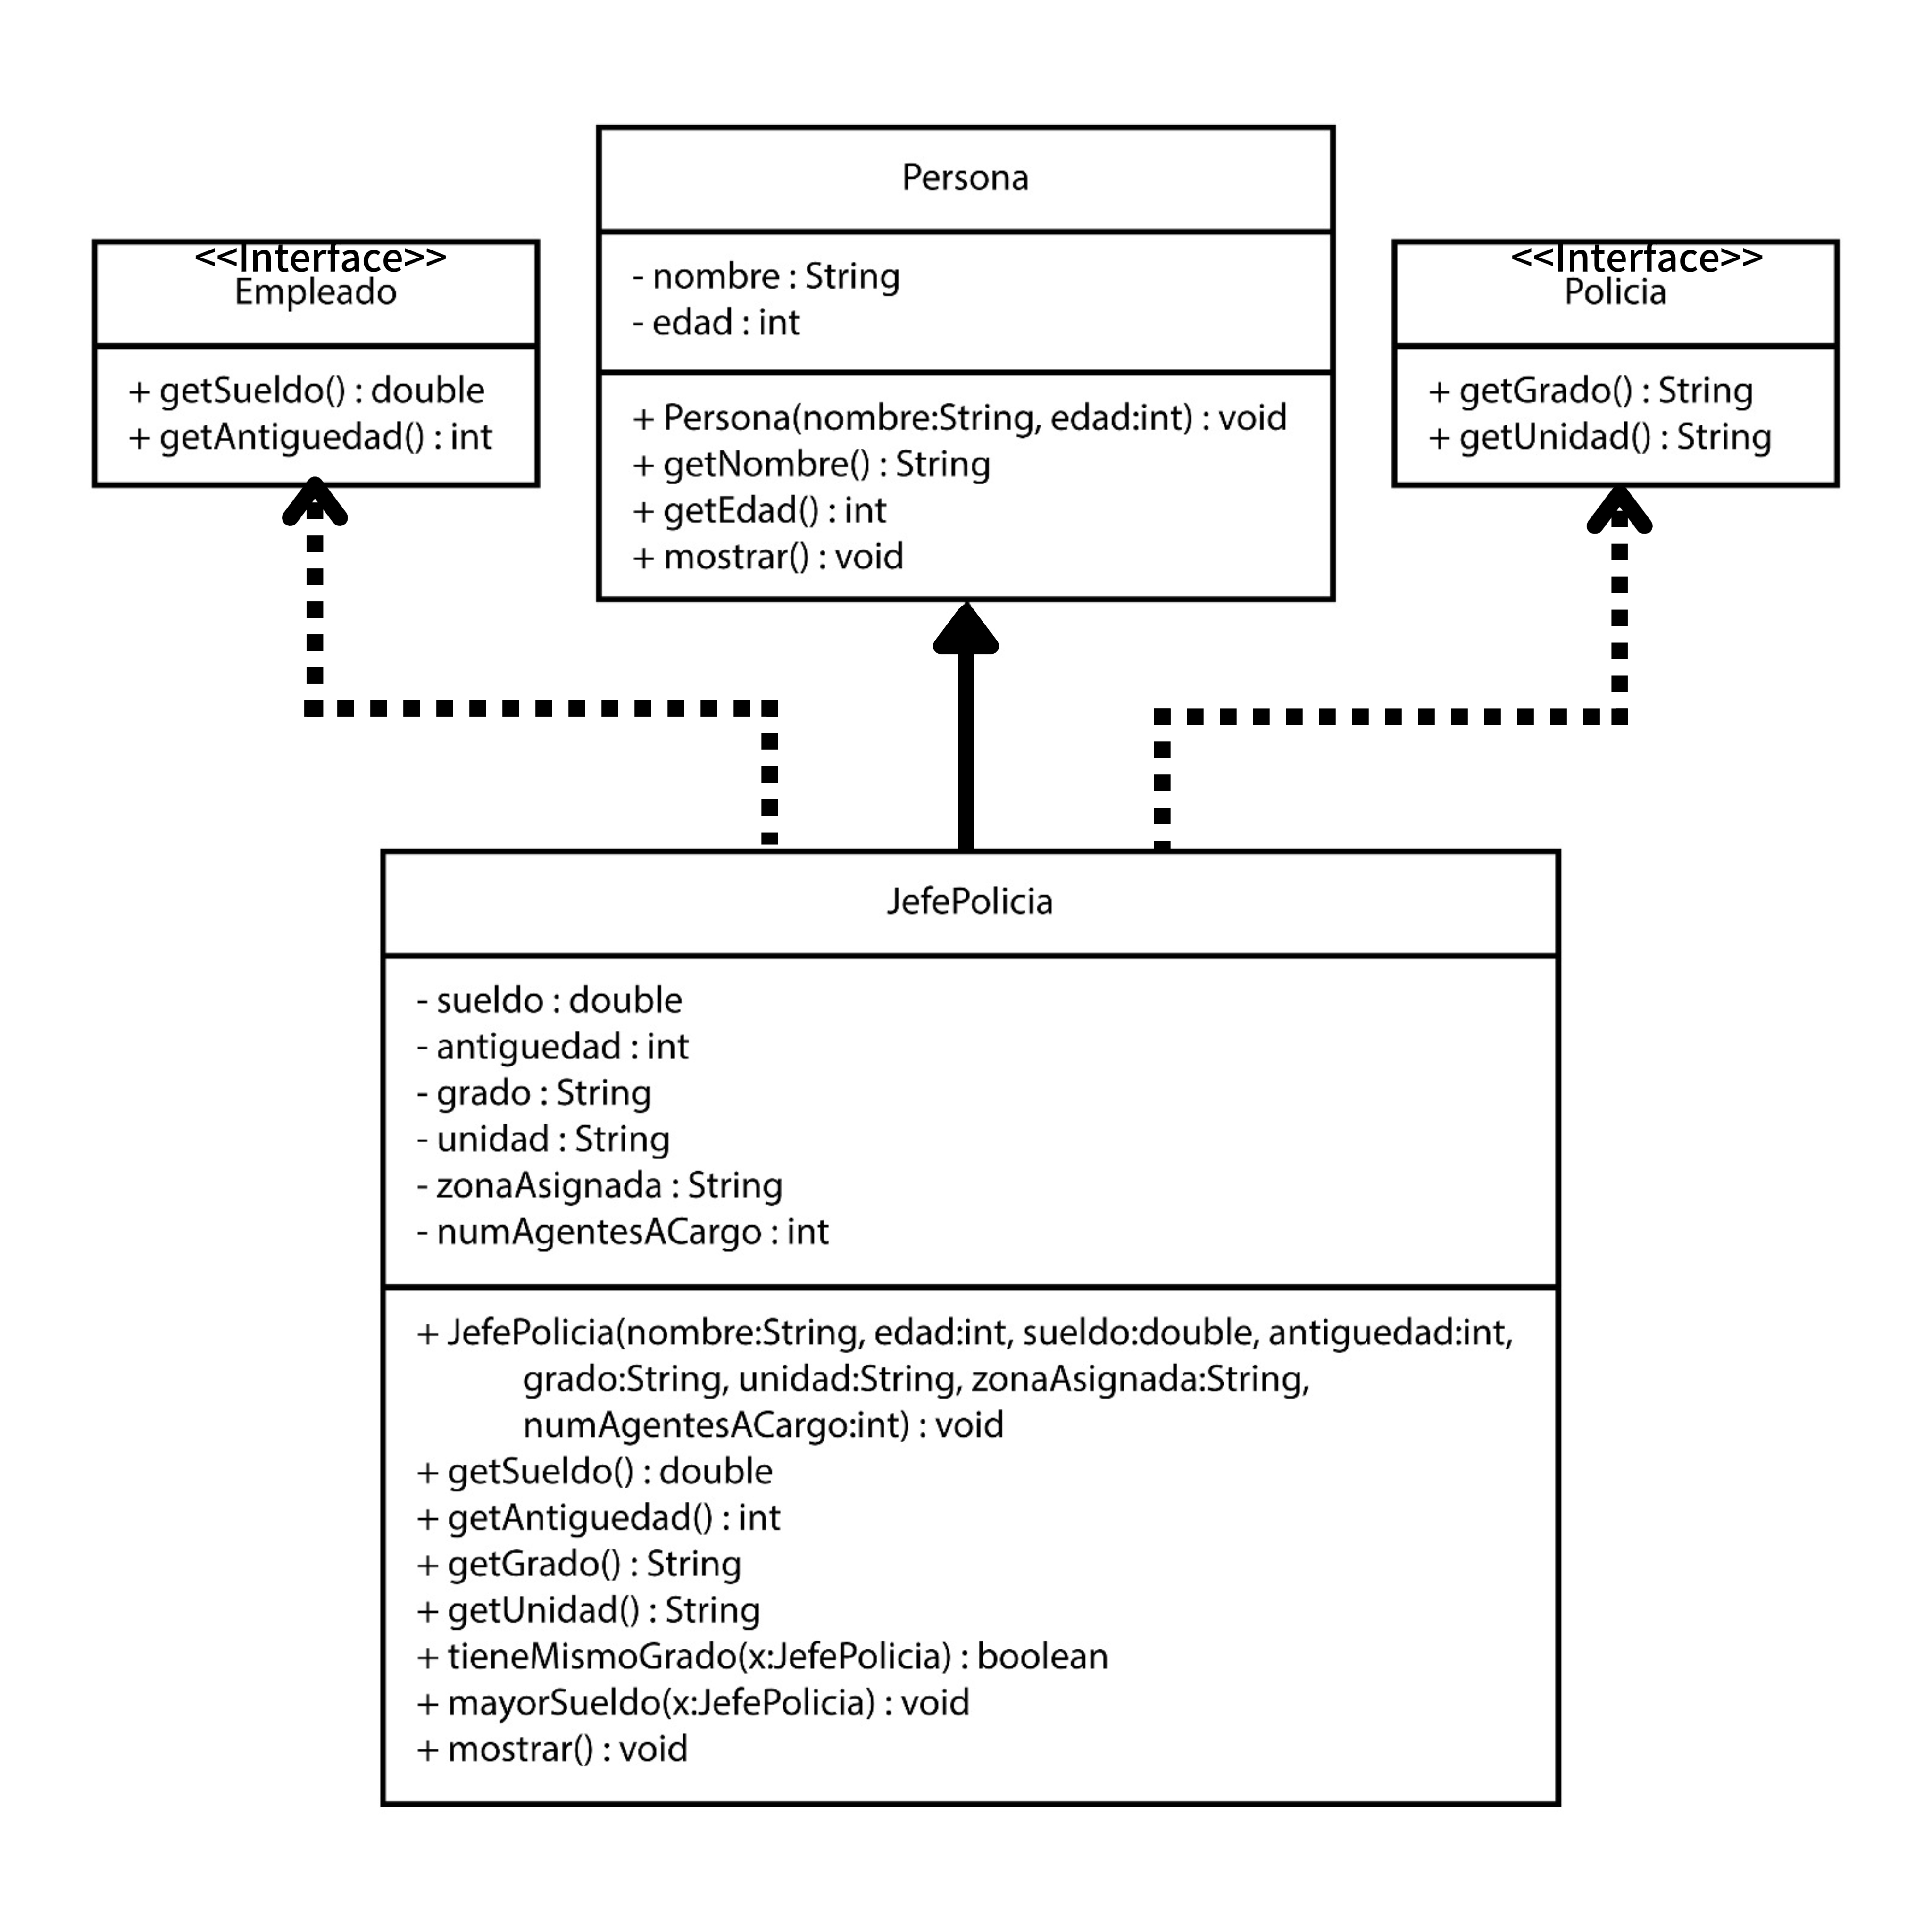 <<Interface>>
Empleado
+ getSueldo() : double
+ getAntiguedad() : int
Persona
- nombre : String
- edad : int
+ Persona(nombre:String, edad:int) : void
+ getNombre() : String
+ getEdad() : int
+ mostrar() : void
<<Interface>>
Policia
+ getGrado() : String
+ getUnidad() : String
JefePolicia
- sueldo : double
- antiguedad : int
- grado : String
- unidad : String
- zonaAsignada : String
- numAgentesACargo : int
+ JefePolicia(nombre:String, edad:int, sueldo:double, antiguedad:int,
grado:String, unidad:String, zonaAsignada:String,
numAgentesACargo:int) : void
+ getSueldo() : double
+ getAntiguedad() : int
+ getGrado() : String
+ getUnidad() : String
+ tieneMismoGrado(x:JefePolicia) : boolean
+ mayorSueldo(x:JefePolicia) : void
+ mostrar() : void